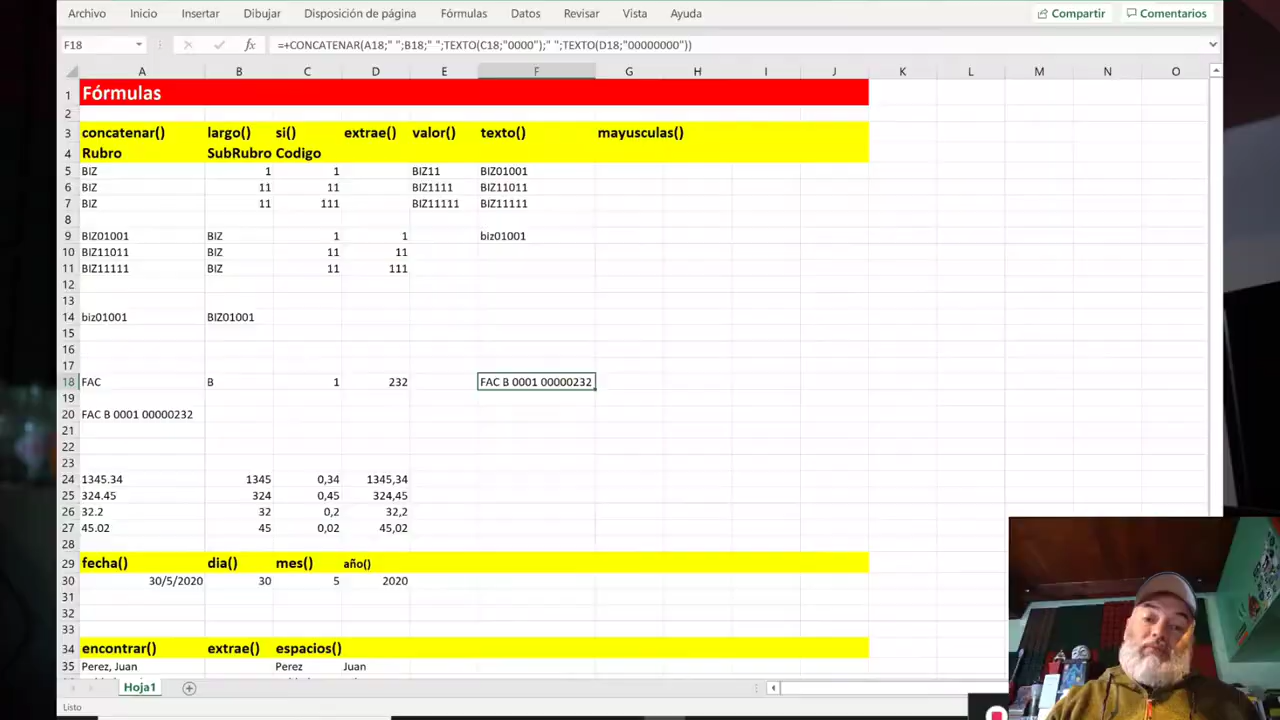 Archivo Inicio Insertar Dibujar Disposición de página Fórmulas Datos Revisar Vista Ayuda Compartir Comentarios
F18 fx =+CONCATENAR(A18;" ";B18;" ";TEXTO(C18;"0000");" ";TEXTO(D18;"00000000"))
A B C D E F G H I J K L M N O
1 Fórmulas
2
3 concatenar() largo() si() extrae() valor() texto() mayusculas()
4 Rubro SubRubro Codigo
5 BIZ 1 1 BIZ11 BIZ01001
6 BIZ 11 11 BIZ1111 BIZ11011
7 BIZ 11 111 BIZ11111 BIZ11111
8
9 BIZ01001 BIZ 1 1 biz01001
10 BIZ11011 BIZ 11 11
11 BIZ11111 BIZ 11 111
12
13
14 biz01001 BIZ01001
15
16
17
18 FAC B 1 232 FAC B 0001 00000232
19
20 FAC B 0001 00000232
21
22
23
24 1345.34 1345 0,34 1345,34
25 324.45 324 0,45 324,45
26 32.2 32 0,2 32,2
27 45.02 45 0,02 45,02
28
29 fecha() dia() mes() año()
30 30/5/2020 30 5 2020
31
32
33
34 encontrar() extrae() espacios()
35 Perez, Juan Perez Juan
Hoja1
Listo